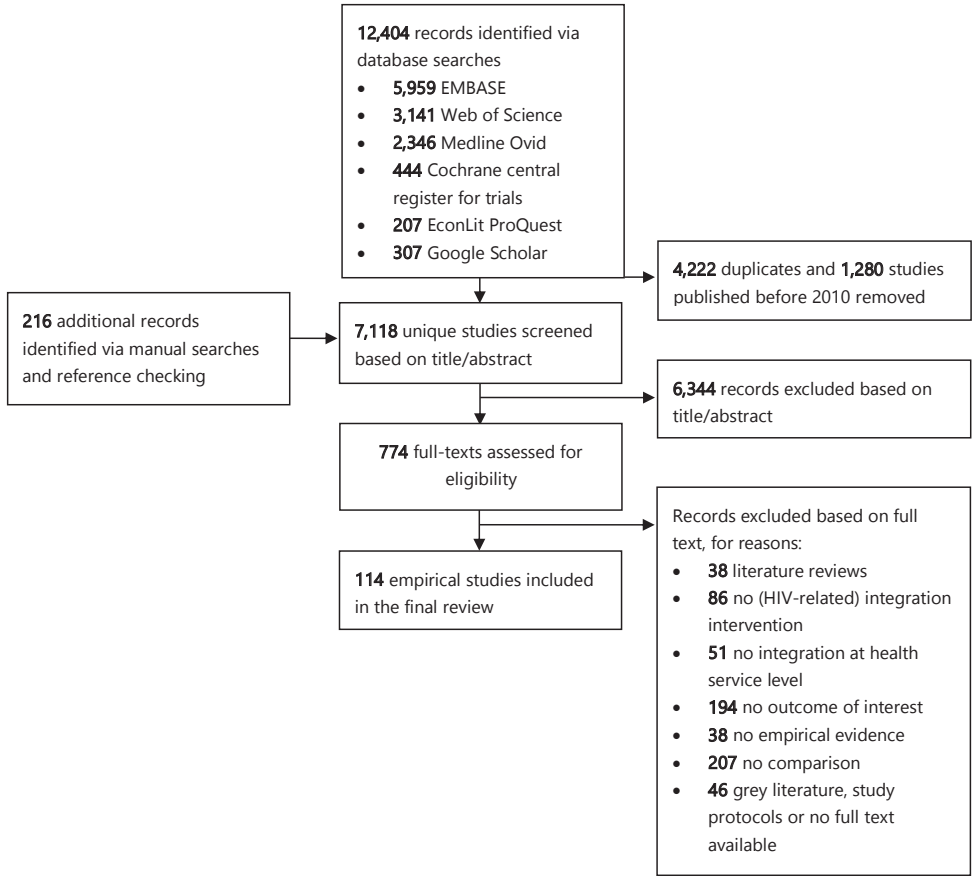 12,404 records identified via
database searches
• 5,959 EMBASE
• 3,141 Web of Science
• 2,346 Medline Ovid
• 444 Cochrane central
register for trials
• 207 EconLit ProQuest
• 307 Google Scholar
4,222 duplicates and 1,280 studies
published before 2010 removed
216 additional records
identified via manual searches
and reference checking
7,118 unique studies screened
based on title/abstract
6,344 records excluded based on
title/abstract
774 full-texts assessed for
eligibility
Records excluded based on full
text, for reasons:
• 38 literature reviews
• 86 no (HIV-related) integration
intervention
• 51 no integration at health
service level
• 194 no outcome of interest
• 38 no empirical evidence
• 207 no comparison
• 46 grey literature, study
protocols or no full text
available
114 empirical studies included
in the final review